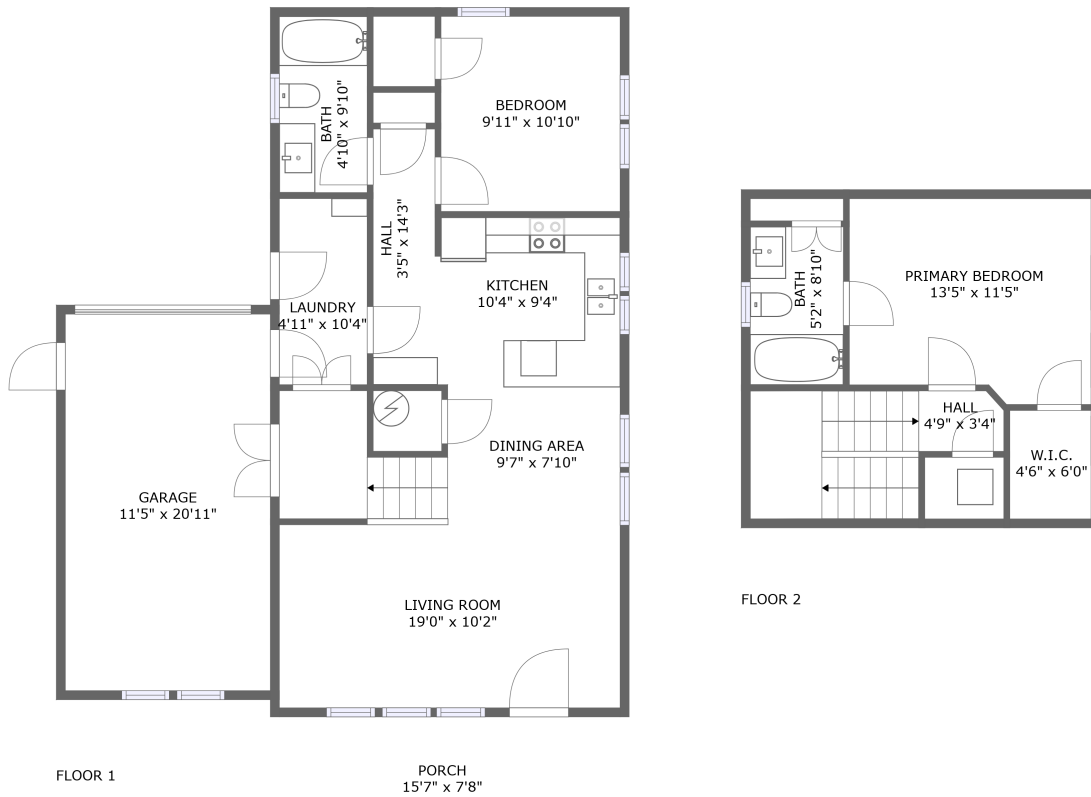 BATH
4'10" x 9'10"
BEDROOM
9'11" x 10'10"
HALL
3'5" x 14'3"
KITCHEN
10'4" x 9'4"
LAUNDRY
4'11" x 10'4"
DINING AREA
9'7" x 7'10"
GARAGE
11'5" x 20'11"
LIVING ROOM
19'0" x 10'2"
FLOOR 1
PORCH
15'7" x 7'8"
BATH
5'2" x 8'10"
PRIMARY BEDROOM
13'5" x 11'5"
HALL
4'9" x 3'4"
W.I.C.
4'6" x 6'0"
FLOOR 2